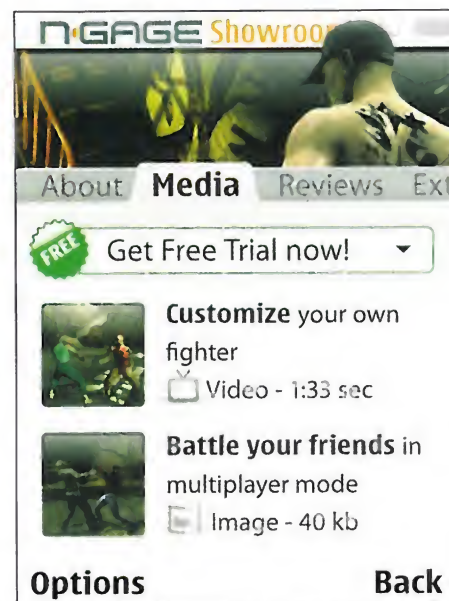 N·GAGE Showroo
About Media Reviews Ext
FREE
Get Free Trial now!
Customize your own
fighter
Video - 1:33 sec
Battle your friends in
multiplayer mode
Image - 40 kb
Options Back